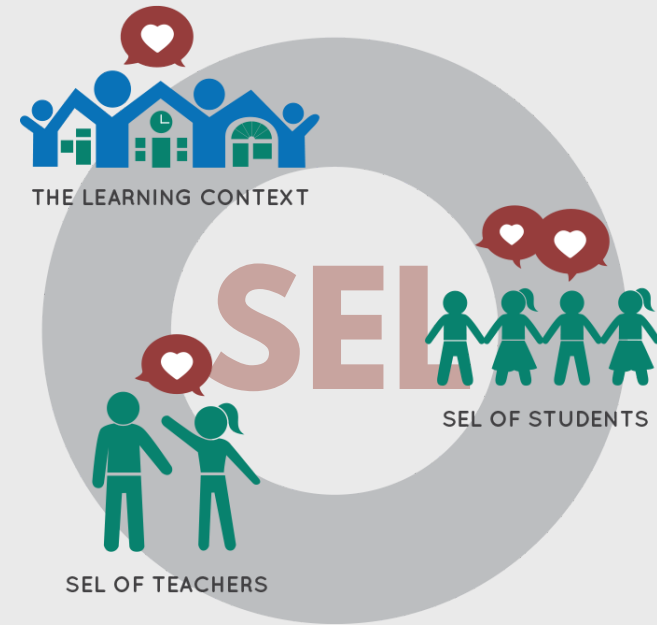 THE LEARNING CONTEXT
SEL
SEL OF STUDENTS
SEL OF TEACHERS